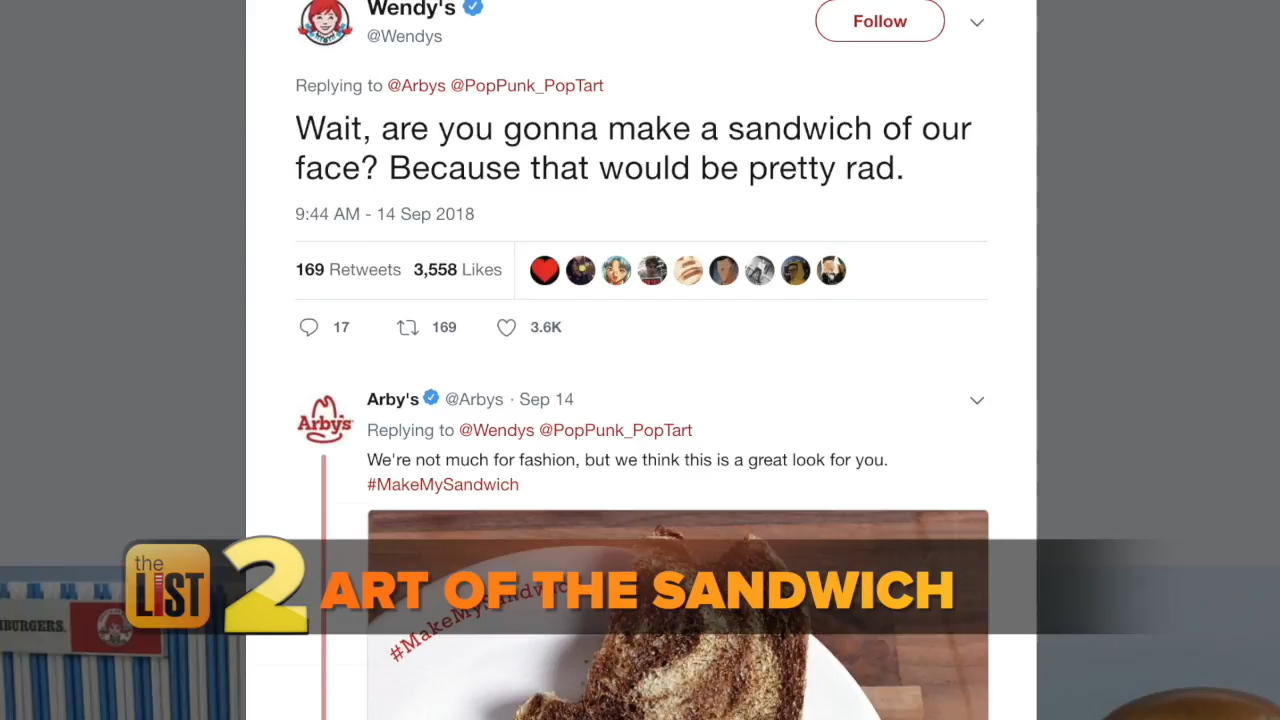 Wendy's
@Wendys
Follow
Replying to @Arbys @PopPunk_PopTart
Wait, are you gonna make a sandwich of our
face? Because that would be pretty rad.
9:44 AM - 14 Sep 2018
169 Retweets 3,558 Likes
17 169 3.6K
Arby's @Arbys · Sep 14
Arby's
Replying to @Wendys @PopPunk_PopTart
We're not much for fashion, but we think this is a great look for you.
#MakeMySandwich
the
LIST
2 ART OF THE SANDWICH
#MakeMySandwic
BURGERS.